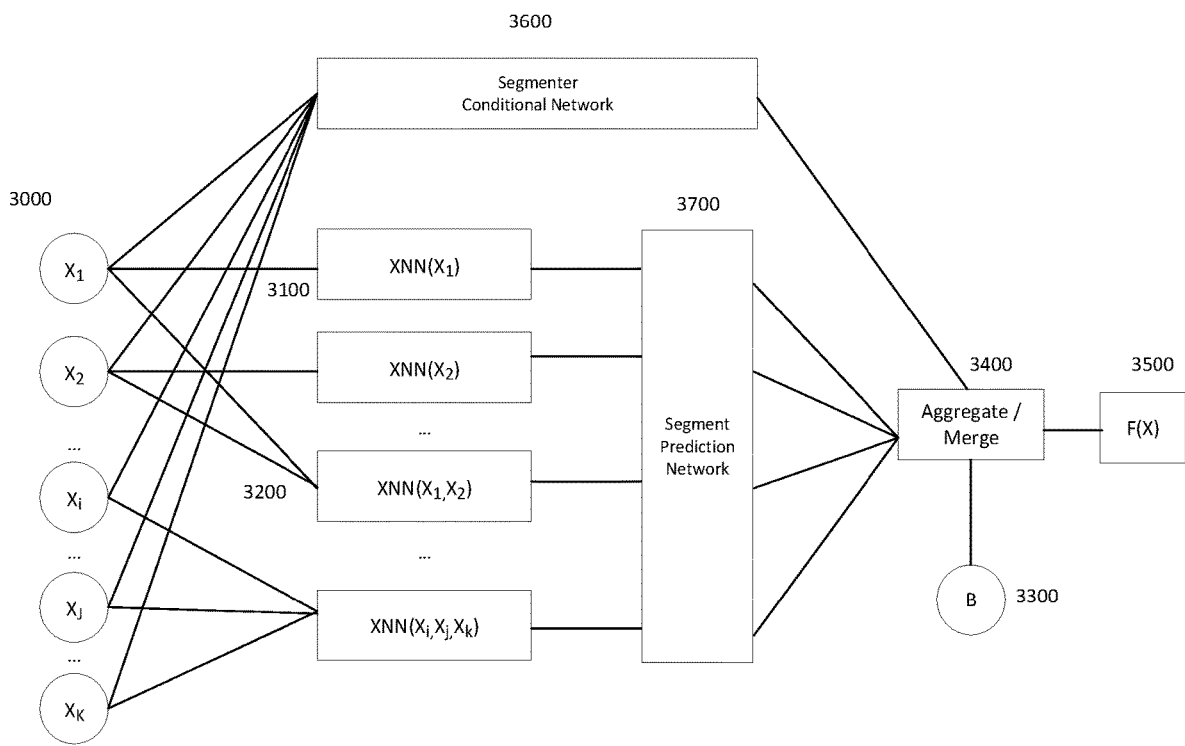 3600
Segmenter
Conditional Network
3000
3700
X₁
XNN(X₁)
3100
X₂
XNN(X₂)
3400
3500
...
...
Segment
Prediction
Network
Aggregate /
Merge
F(X)
3200
Xᵢ
XNN(X₁,X₂)
...
...
Xⱼ
XNN(Xᵢ,Xⱼ,Xₖ)
B
3300
...
X_K